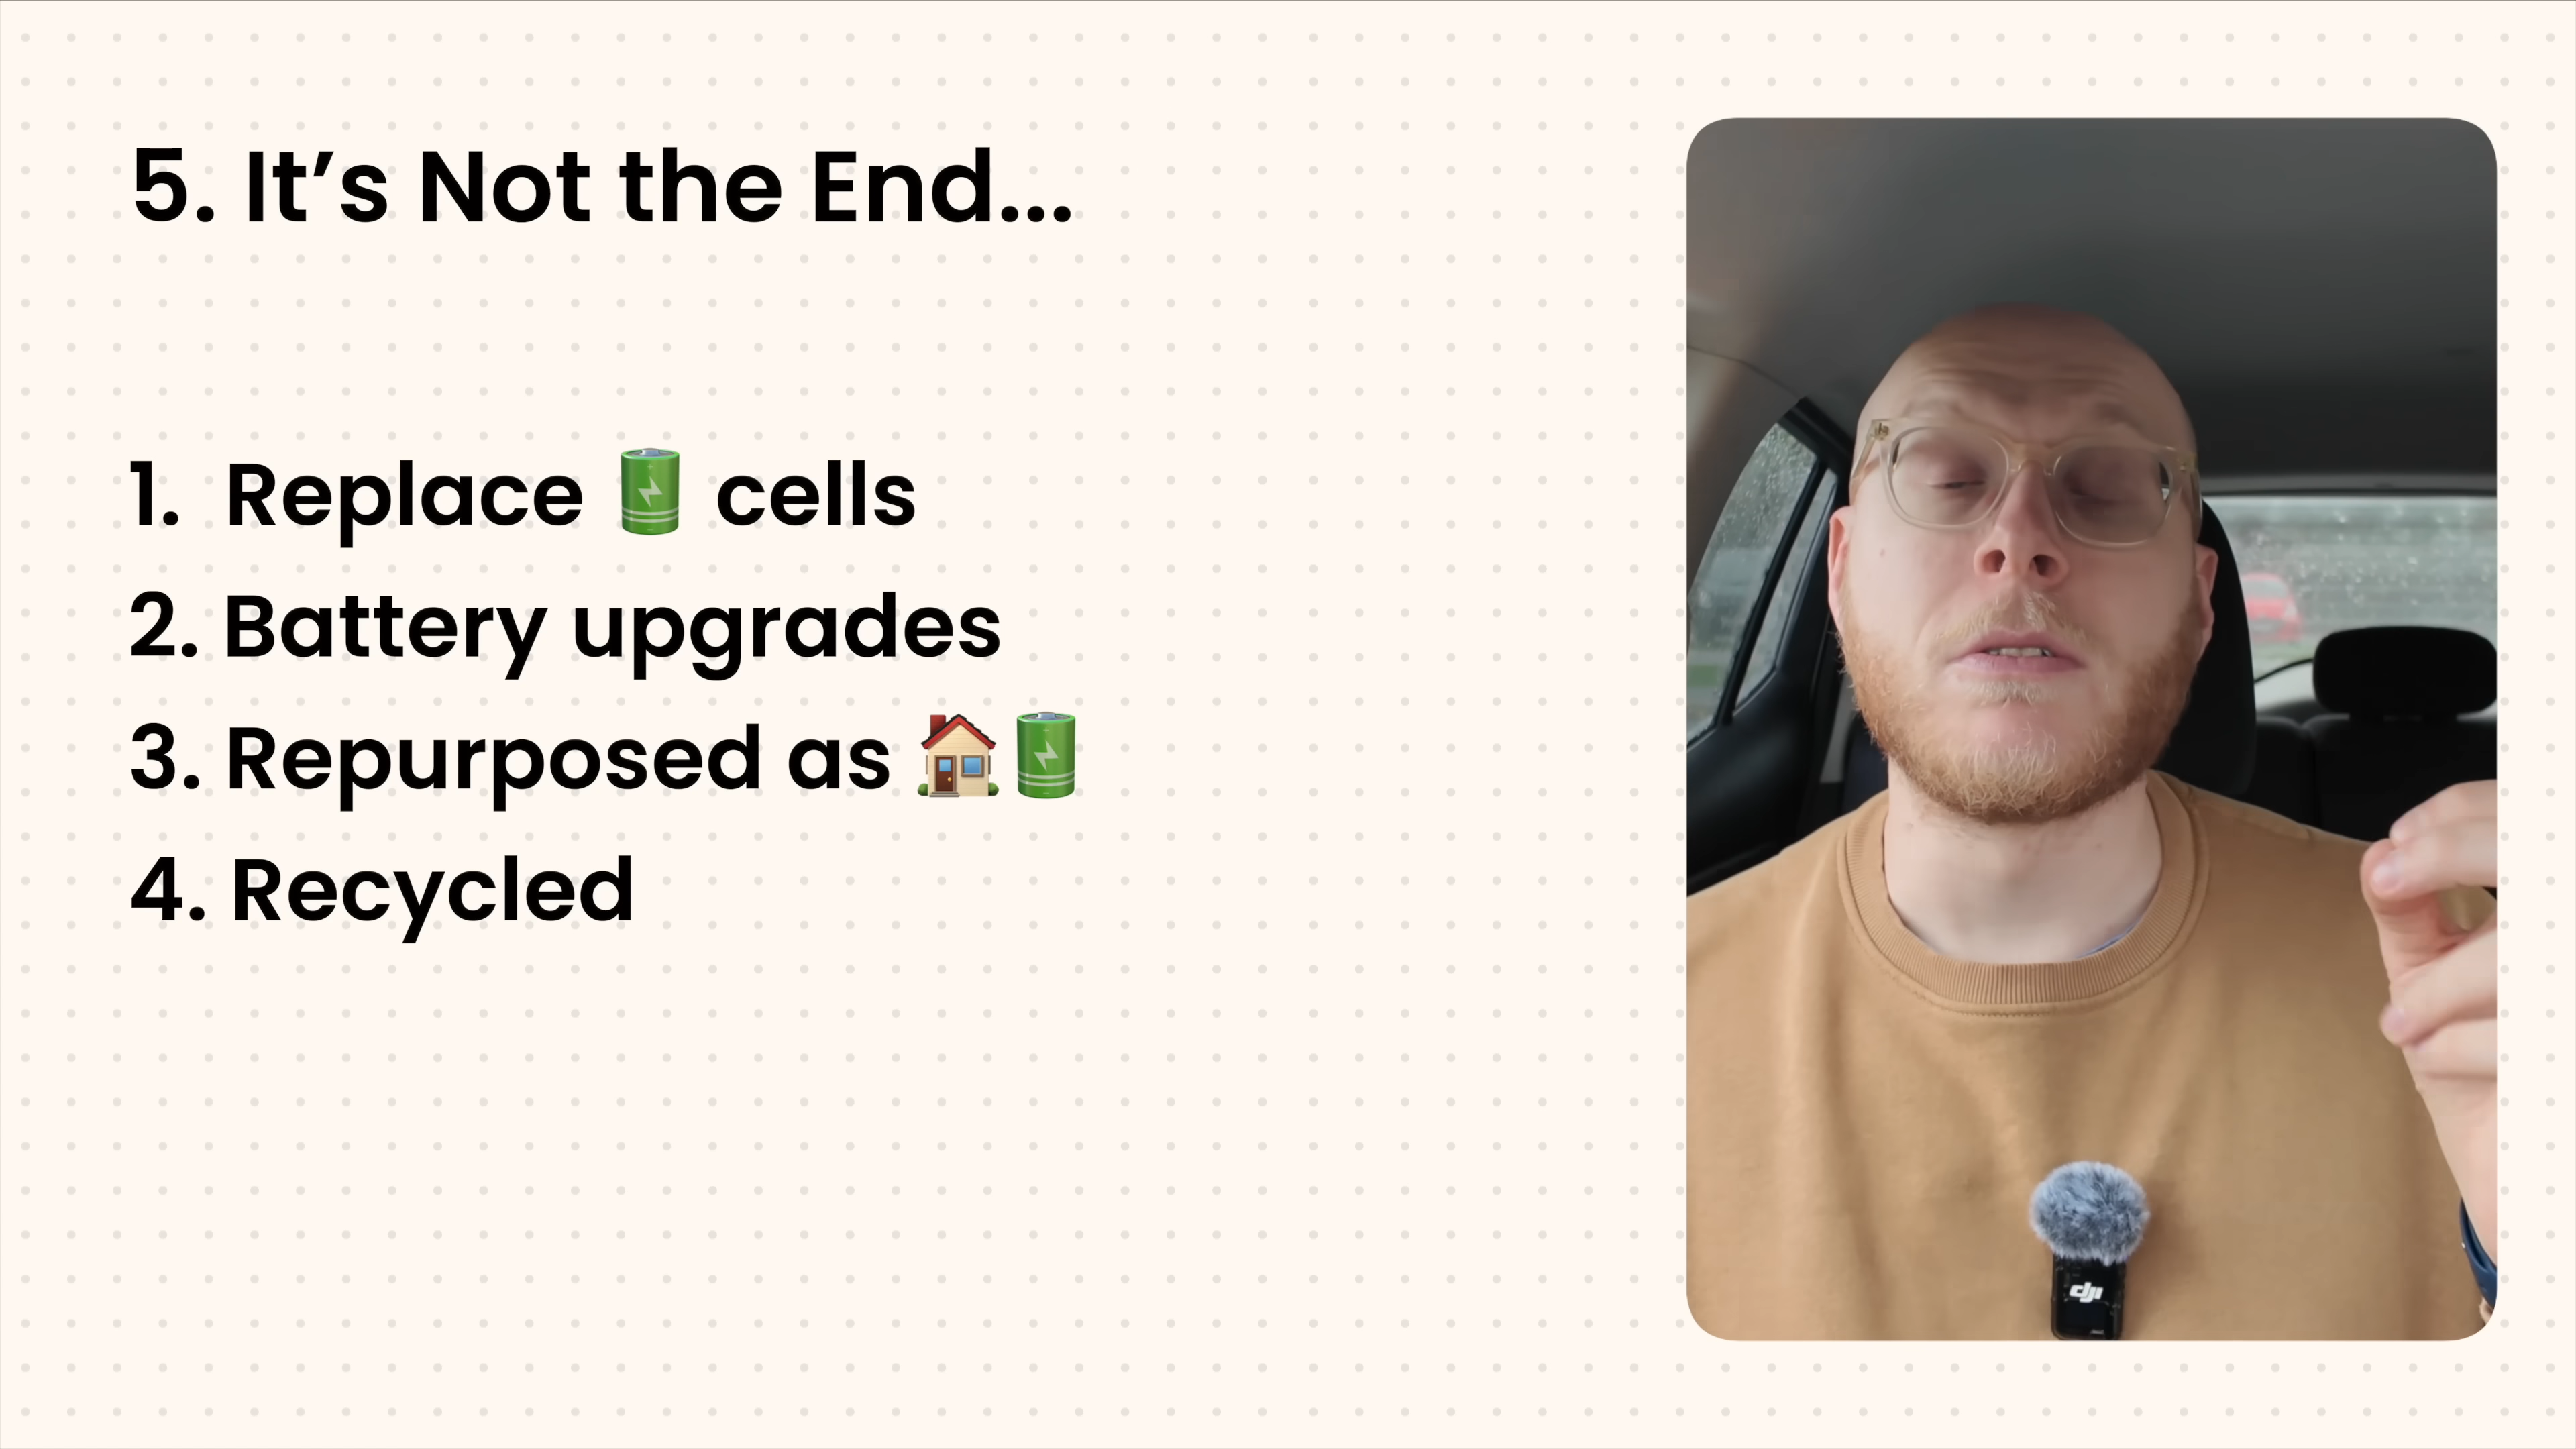 5. It’s Not the End...
1. Replace 🔋 cells
2. Battery upgrades
3. Repurposed as 🏠🔋
4. Recycled
dji